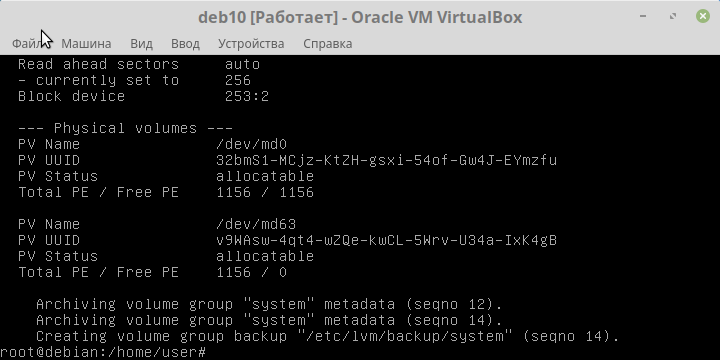 deb10 [Работает] - Oracle VM VirtualBox
Файл Машина Вид Ввод Устройства Справка
Read ahead sectors auto
- currently set to 256
Block device 253:2
--- Physical volumes ---
PV Name /dev/md0
PV UUID 32bmS1-MCjz-KtZH-gsxi-54of-Gw4J-EYmzfu
PV Status allocatable
Total PE / Free PE 1156 / 1156
PV Name /dev/md63
PV UUID v9WAsw-4qt4-wZQe-kwCL-5Wrv-U34a-IxK4gB
PV Status allocatable
Total PE / Free PE 1156 / 0
Archiving volume group "system" metadata (seqno 12).
Archiving volume group "system" metadata (seqno 14).
Creating volume group backup "/etc/lvm/backup/system" (seqno 14).
root@debian:/home/user#